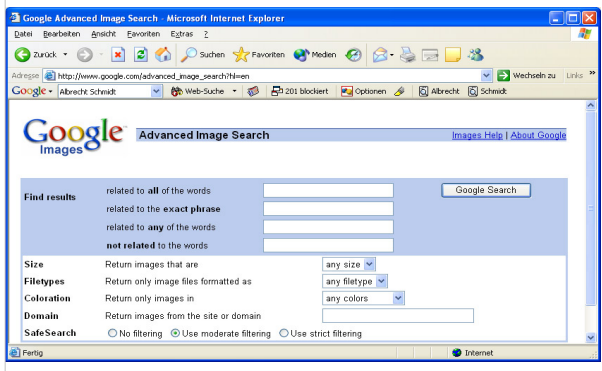 Google Advanced Image Search - Microsoft Internet Explorer
Datei Bearbeiten Ansicht Favoriten Extras ?
Zurück Suchen Favoriten Medien
Adresse http://www.google.com/advanced_image_search?hl=en Wechseln zu Links »
Google Albrecht Schmidt Web-Suche 201 blockiert Optionen Albrecht Schmidt
Google Images Advanced Image Search Images Help | About Google
Find results related to all of the words Google Search
related to the exact phrase
related to any of the words
not related to the words
Size Return images that are any size
Filetypes Return only image files formatted as any filetype
Coloration Return only images in any colors
Domain Return images from the site or domain
SafeSearch No filtering Use moderate filtering Use strict filtering
Fertig Internet